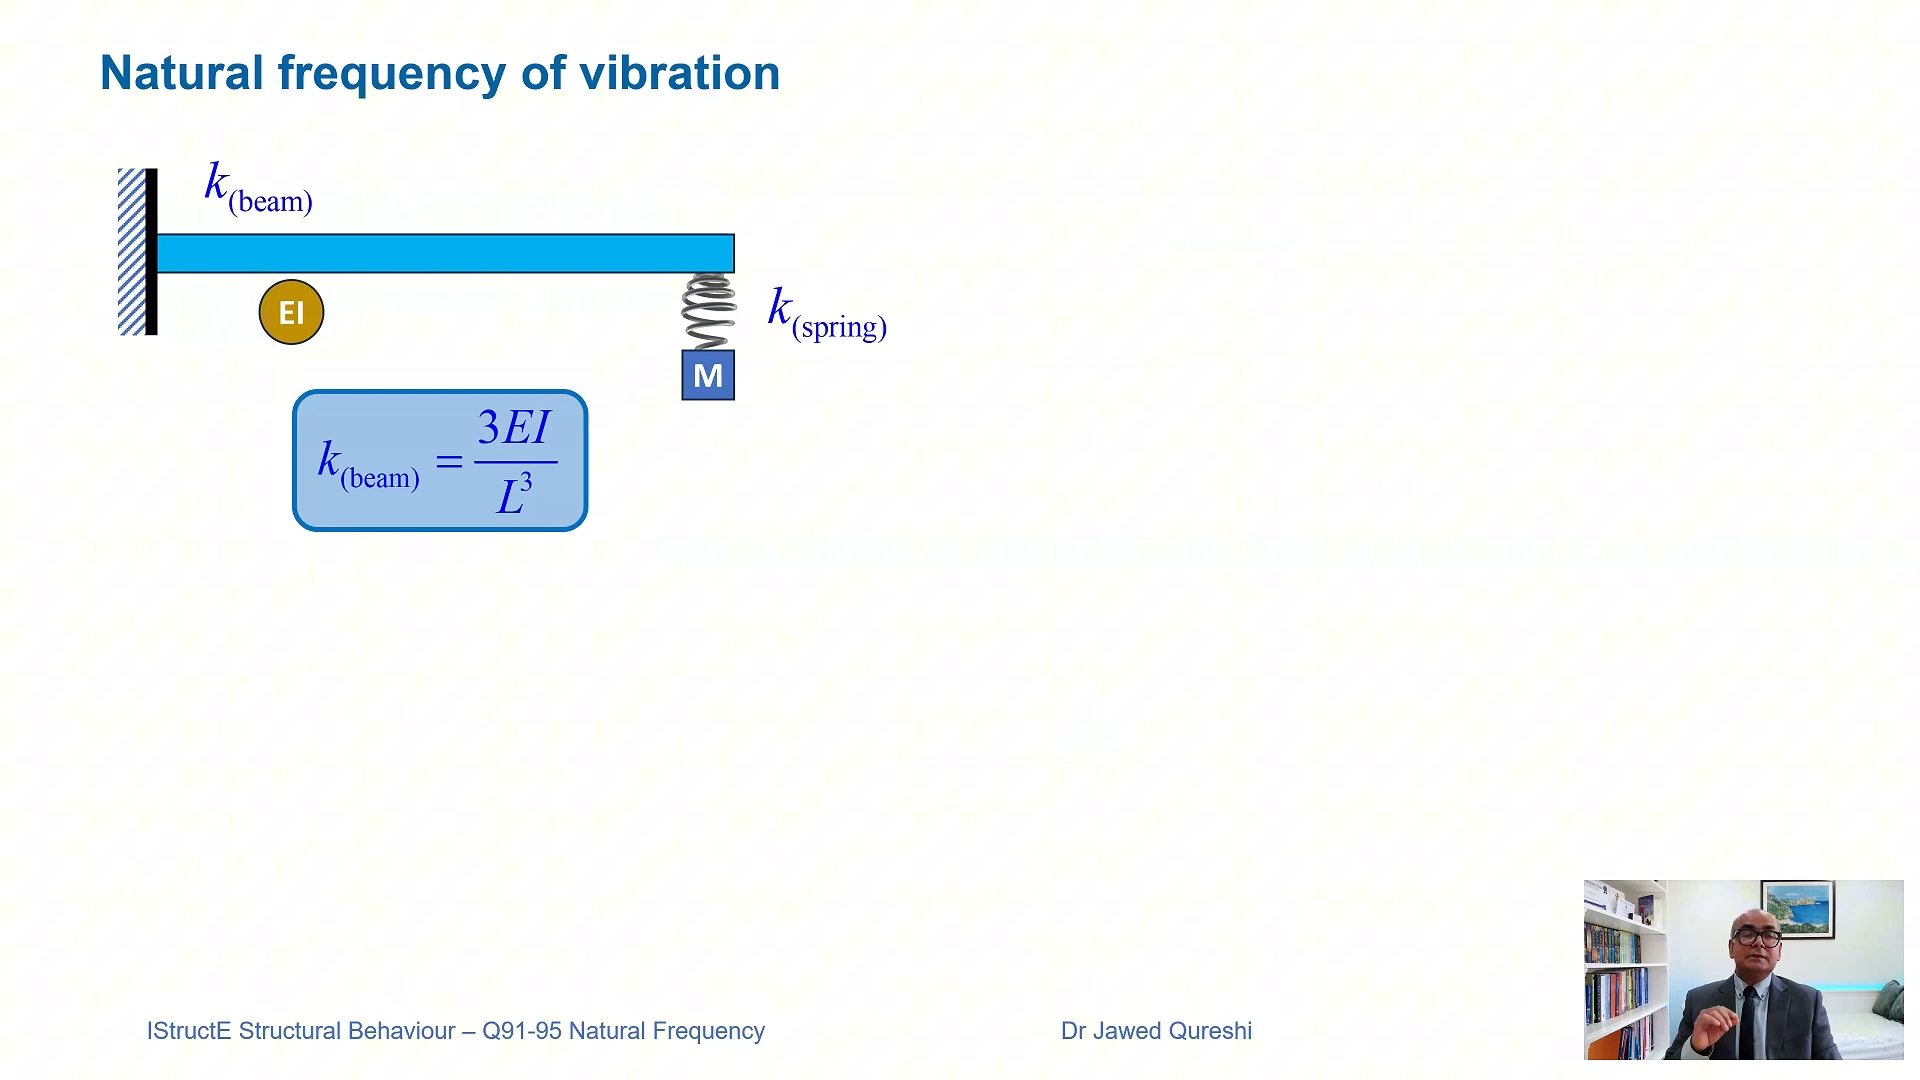 Natural frequency of vibration
k(beam)
EI
k(spring)
M
k(beam) = 3EI / L³
IStructE Structural Behaviour – Q91-95 Natural Frequency
Dr Jawed Qureshi